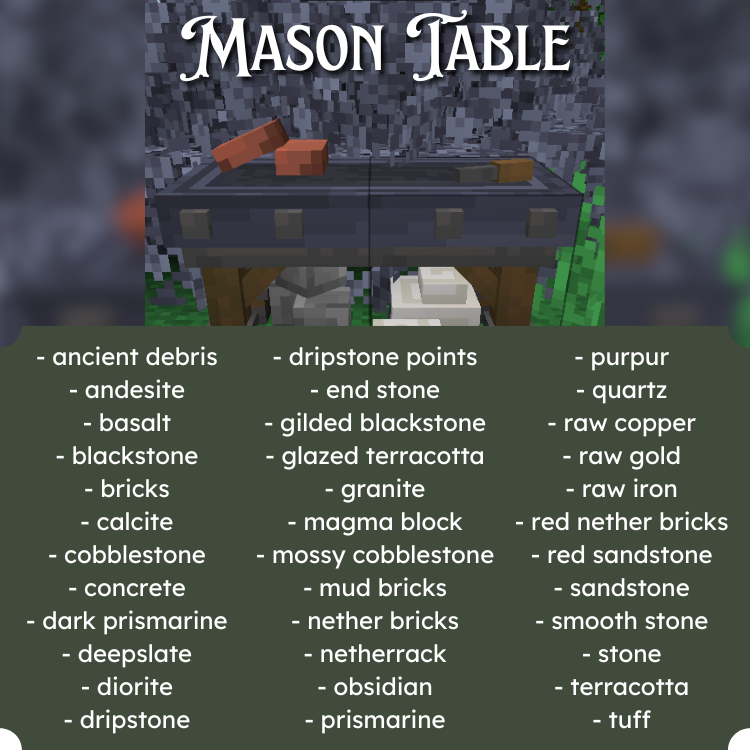 Mason Table
- ancient debris
- andesite
- basalt
- blackstone
- bricks
- calcite
- cobblestone
- concrete
- dark prismarine
- deepslate
- diorite
- dripstone
- dripstone points
- end stone
- gilded blackstone
- glazed terracotta
- granite
- magma block
- mossy cobblestone
- mud bricks
- nether bricks
- netherrack
- obsidian
- prismarine
- purpur
- quartz
- raw copper
- raw gold
- raw iron
- red nether bricks
- red sandstone
- sandstone
- smooth stone
- stone
- terracotta
- tuff